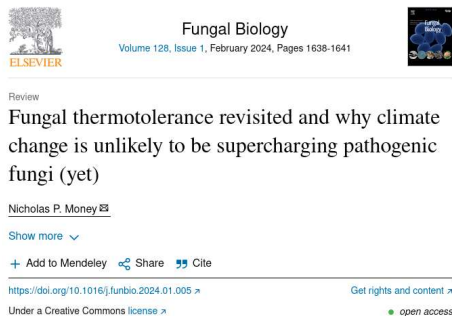 ELSEVIER
Fungal Biology
Volume 128, Issue 1, February 2024, Pages 1638-1641
Fungal Biology
Review
Fungal thermotolerance revisited and why climate
change is unlikely to be supercharging pathogenic
fungi (yet)
Nicholas P. Money
Show more
Add to Mendeley Share Cite
https://doi.org/10.1016/j.funbio.2024.01.005 ↗ Get rights and content ↗
Under a Creative Commons license ↗ open access